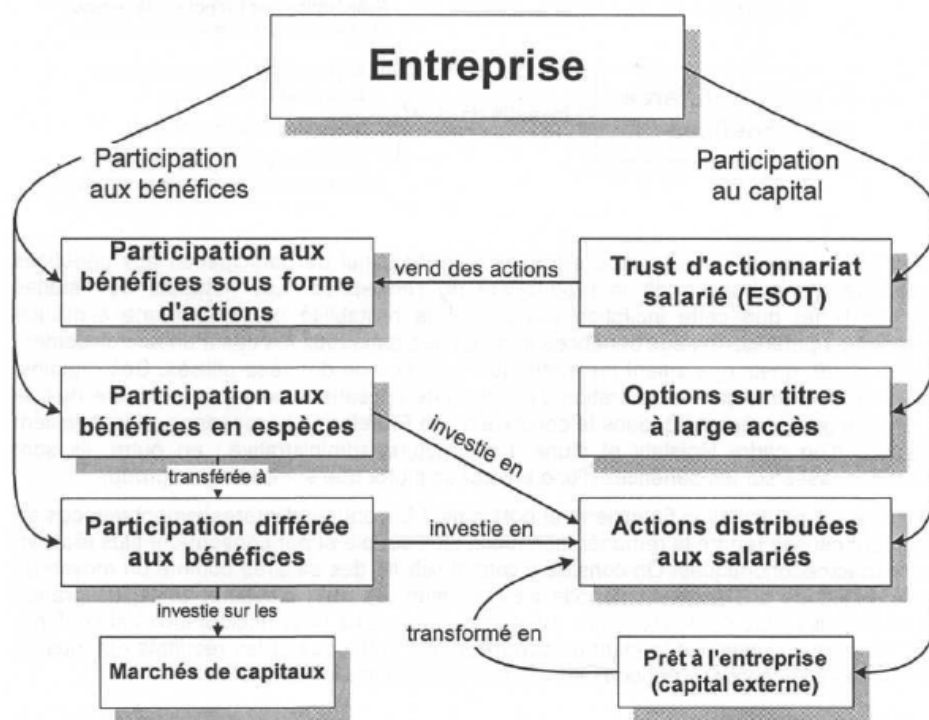 Entreprise
Participation
aux bénéfices
Participation
au capital
Participation aux
bénéfices sous forme
d'actions
vend des actions
Trust d'actionnariat
salarié (ESOT)
Participation aux
bénéfices en espèces
Options sur titres
à large accès
investie en
transférée à
Participation différée
aux bénéfices
investie en
Actions distribuées
aux salariés
investie sur les
transformé en
Marchés de capitaux
Prêt à l'entreprise
(capital externe)